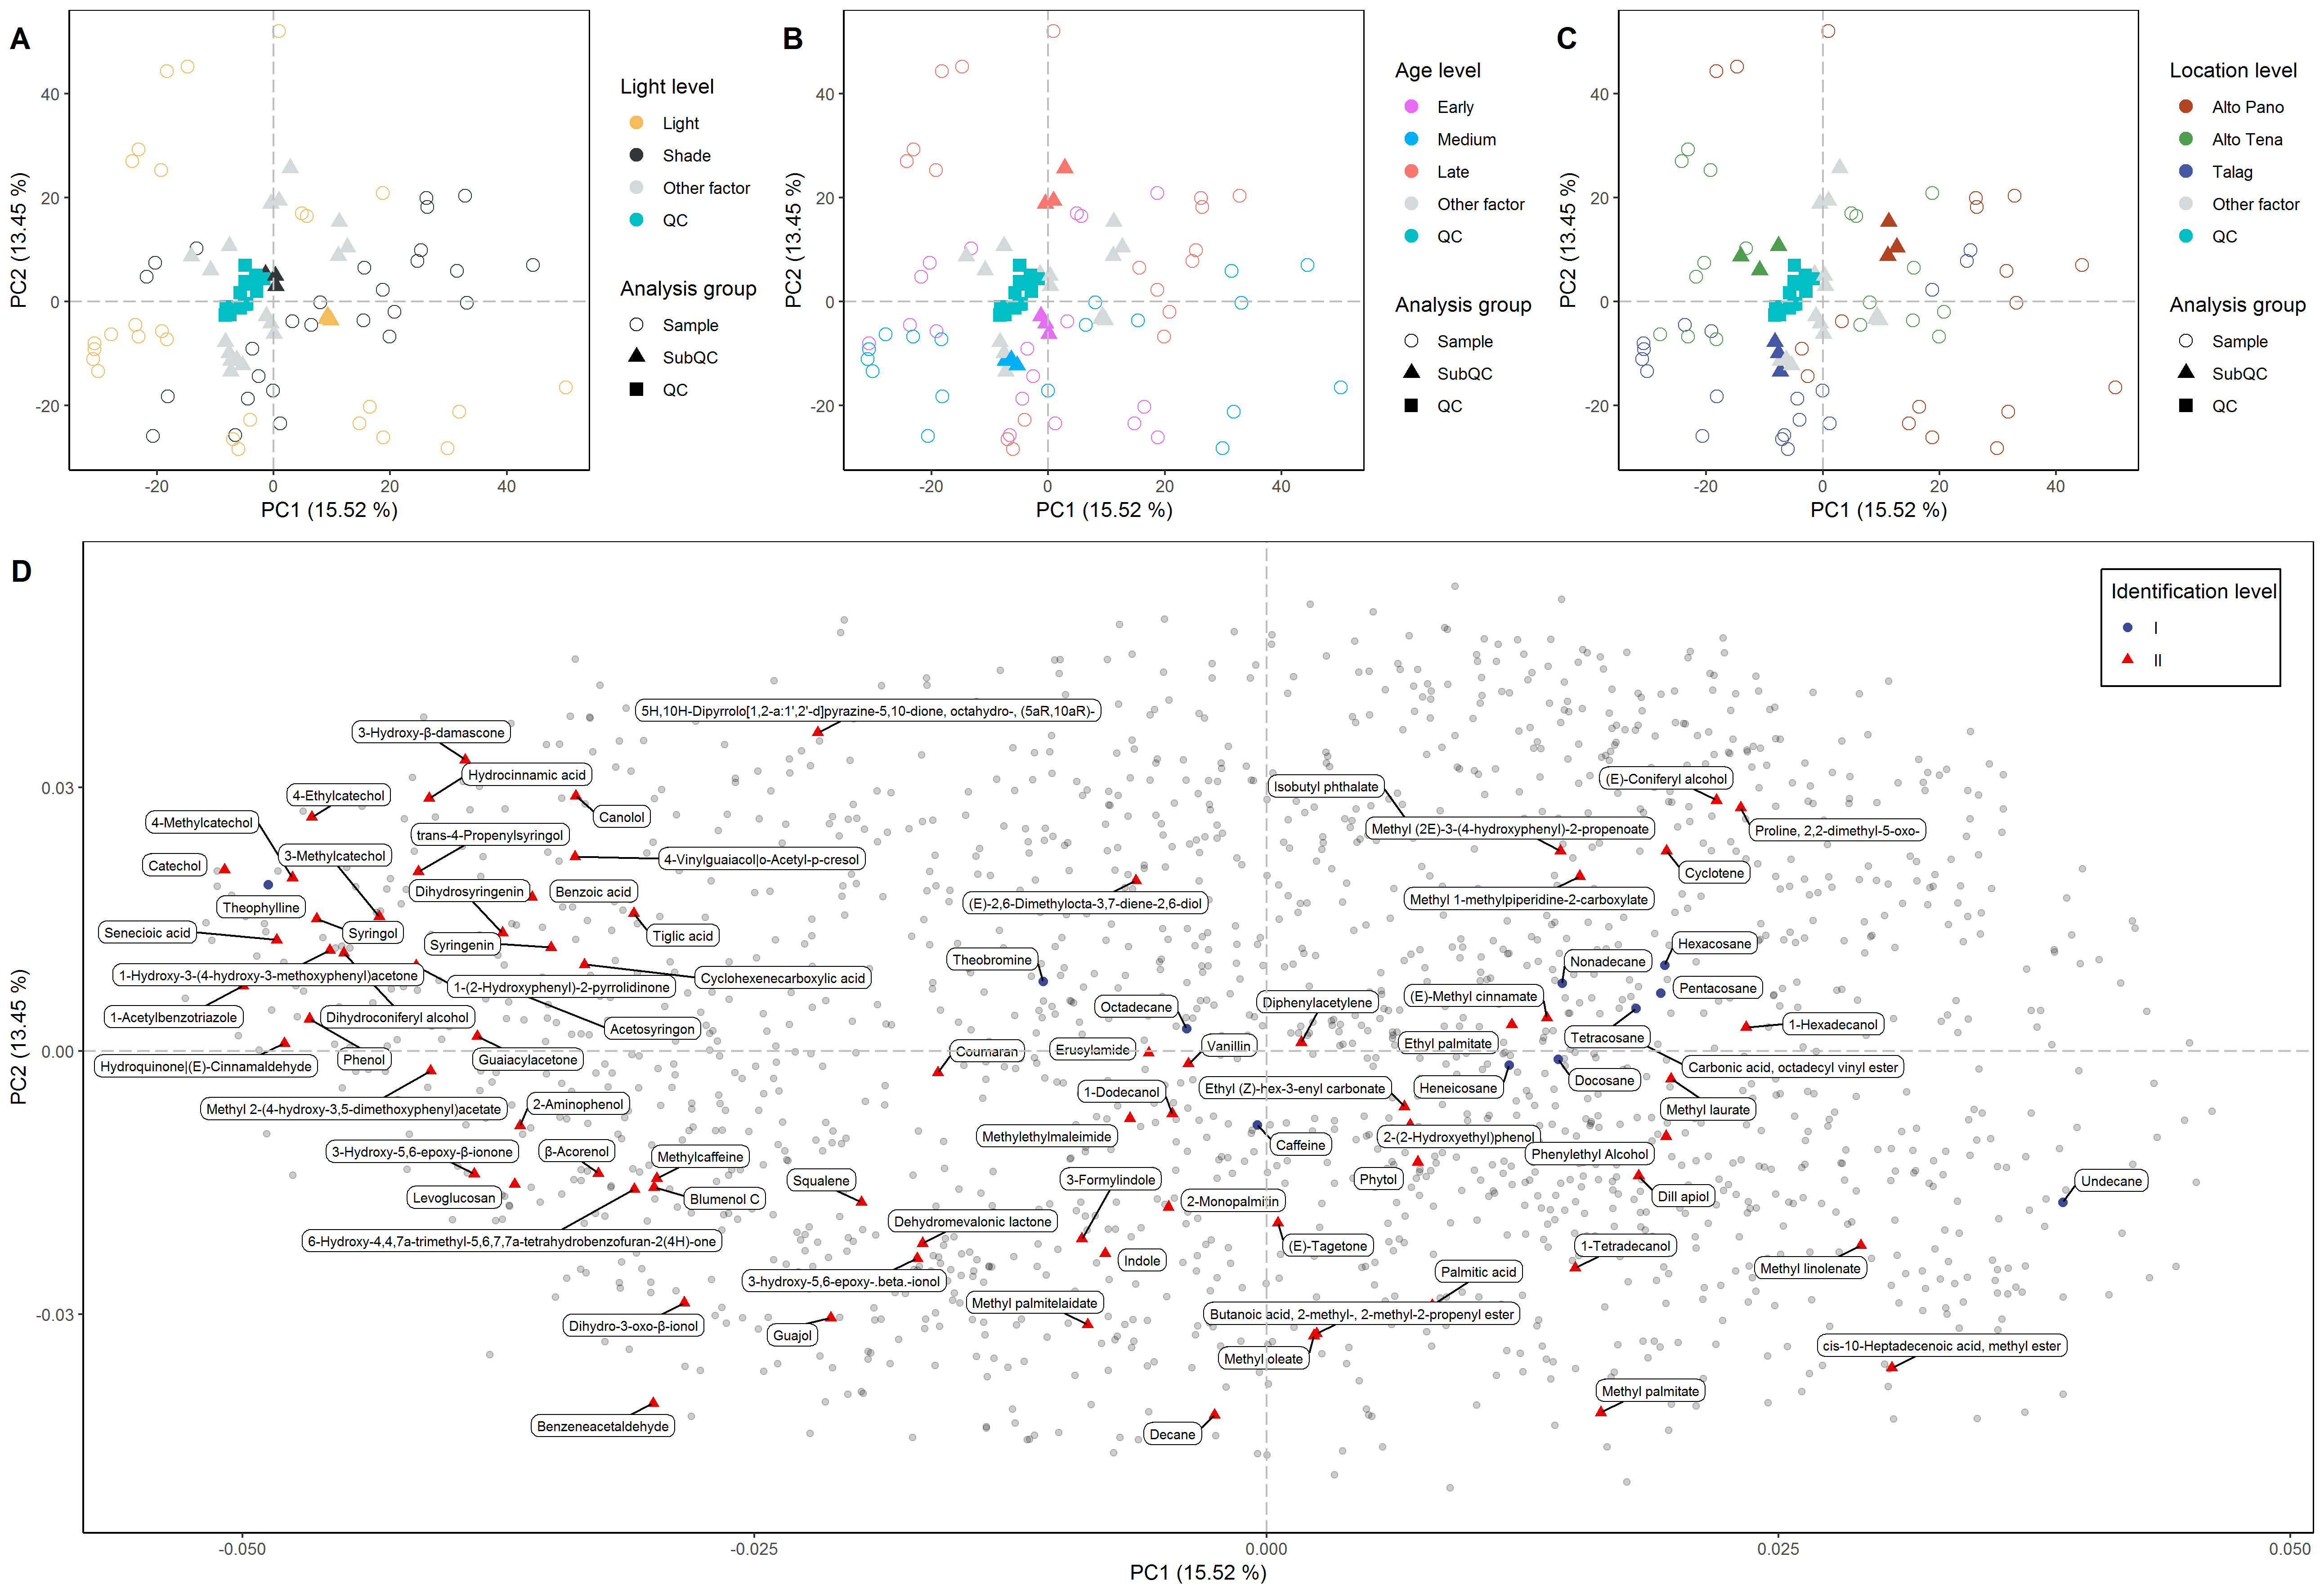 A
40
20
0
-20
-20
0
20
40
PC2 (13.45 %)
PC1 (15.52 %)
Light level
Light
Shade
Other factor
QC
Analysis group
Sample
SubQC
QC
B
40
20
0
-20
-20
0
20
40
PC2 (13.45 %)
PC1 (15.52 %)
Age level
Early
Medium
Late
Other factor
QC
Analysis group
Sample
SubQC
QC
C
40
20
0
-20
-20
0
20
40
PC2 (13.45 %)
PC1 (15.52 %)
Location level
Alto Pano
Alto Tena
Talag
Other factor
QC
Analysis group
Sample
SubQC
QC
D
Identification level
I
II
5H,10H-Dipyrrolo[1,2-a:1',2'-d]pyrazine-5,10-dione, octahydro-, (5aR,10aR)-
3-Hydroxy-β-damascone
Hydrocinnamic acid
4-Ethylcatechol
Canolol
4-Methylcatechol
trans-4-Propenylsyringol
3-Methylcatechol
4-Vinylguaiacol|o-Acetyl-p-cresol
Catechol
Dihydrosyringenin
Benzoic acid
Theophylline
Senecioic acid
Syringol
Syringenin
Tiglic acid
1-Hydroxy-3-(4-hydroxy-3-methoxyphenyl)acetone
1-(2-Hydroxyphenyl)-2-pyrrolidinone
Cyclohexenecarboxylic acid
1-Acetylbenzotriazole
Dihydroconiferyl alcohol
Acetosyringon
Hydroquinone|(E)-Cinnamaldehyde
Phenol
Guaiacylacetone
Methyl 2-(4-hydroxy-3,5-dimethoxyphenyl)acetate
2-Aminophenol
3-Hydroxy-5,6-epoxy-β-ionone
β-Acorenol
Methylcaffeine
Levoglucosan
Blumenol C
6-Hydroxy-4,4,7a-trimethyl-5,6,7,7a-tetrahydrobenzofuran-2(4H)-one
Squalene
Dehydromevalonic lactone
3-hydroxy-5,6-epoxy-.beta.-ionol
Dihydro-3-oxo-β-ionol
Guajol
Benzeneacetaldehyde
Isobutyl phthalate
(E)-Coniferyl alcohol
Methyl (2E)-3-(4-hydroxyphenyl)-2-propenoate
Proline, 2,2-dimethyl-5-oxo-
Cyclotene
(E)-2,6-Dimethylocta-3,7-diene-2,6-diol
Methyl 1-methylpiperidine-2-carboxylate
Theobromine
Hexacosane
Nonadecane
Pentacosane
Octadecane
Diphenylacetylene
(E)-Methyl cinnamate
1-Hexadecanol
Coumaran
Erucylamide
Vanillin
Ethyl palmitate
Tetracosane
Carbonic acid, octadecyl vinyl ester
Heneicosane
Docosane
1-Dodecanol
Ethyl (Z)-hex-3-enyl carbonate
Methyl laurate
Methylethylmaleimide
Caffeine
2-(2-Hydroxyethyl)phenol
Phenylethyl Alcohol
3-Formylindole
Phytol
Dill apiol
Undecane
2-Monopalmitin
(E)-Tagetone
Indole
1-Tetradecanol
Methyl linolenate
Palmitic acid
Methyl palmitelaidate
Butanoic acid, 2-methyl-, 2-methyl-2-propenyl ester
Methyl oleate
cis-10-Heptadecenoic acid, methyl ester
Methyl palmitate
Decane
0.03
0.00
-0.03
PC2 (13.45 %)
-0.050
-0.025
0.000
0.025
0.050
PC1 (15.52 %)